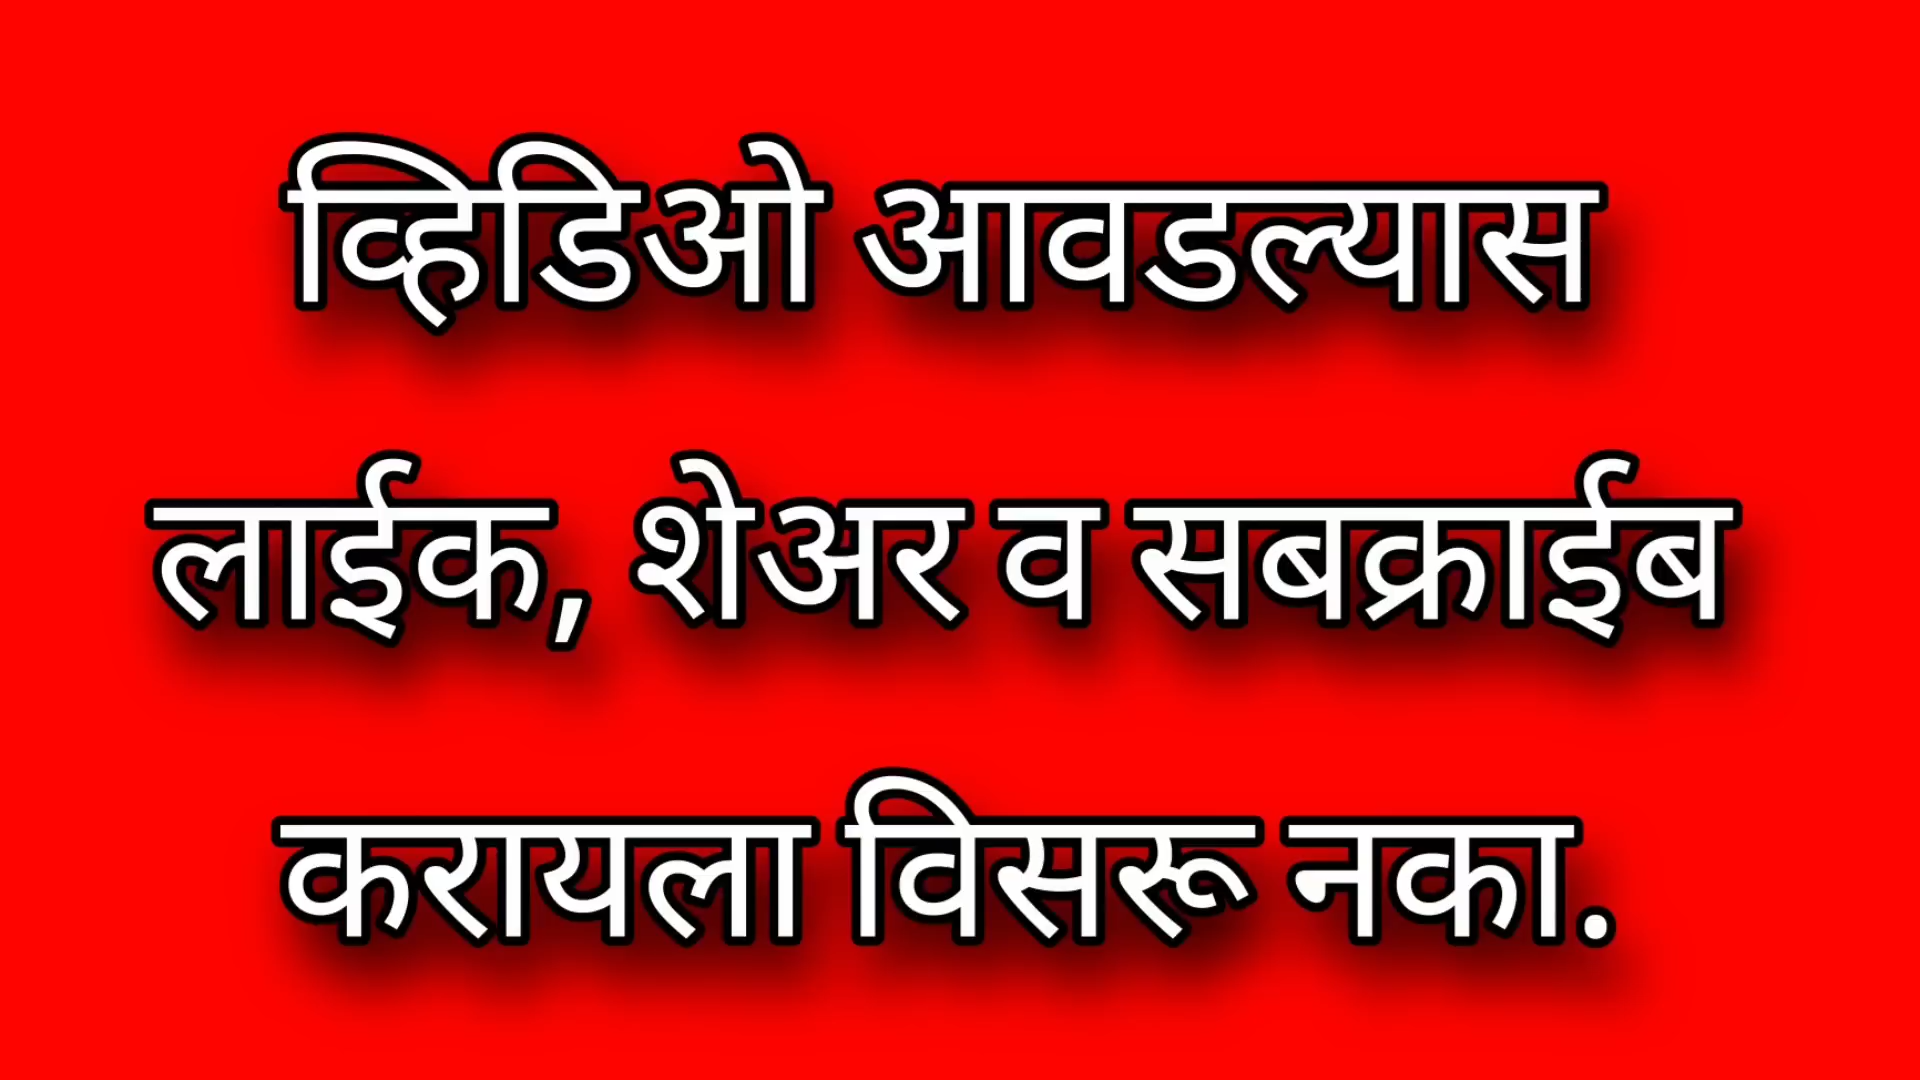 व्हिडिओ आवडल्यास
लाईक, शेअर व सबक्राईब
करायला विसरू नका.